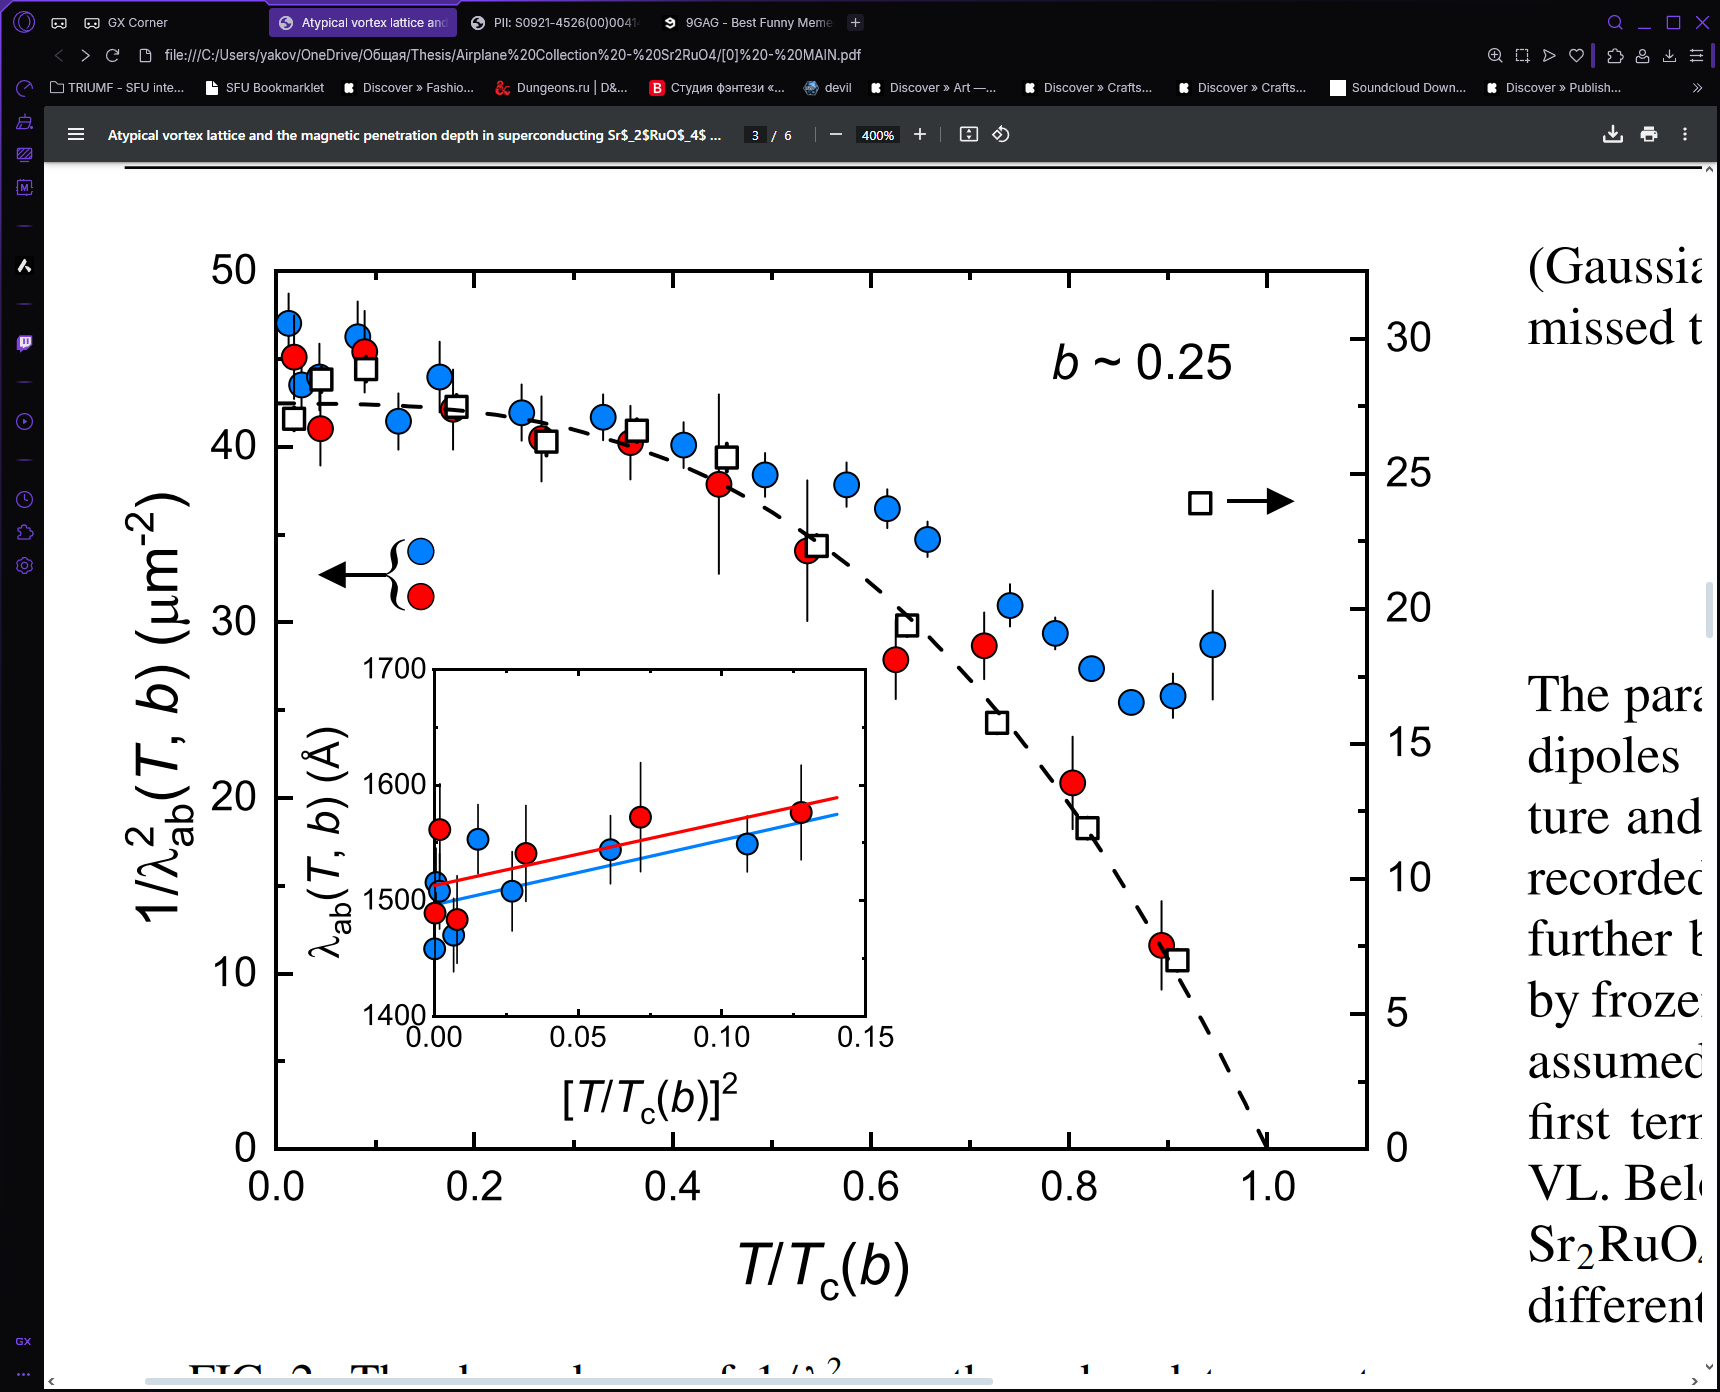 GX Corner
Atypical vortex lattice and
PII: S0921-4526(00)0041
9GAG - Best Funny Meme
file:///C:/Users/yakov/OneDrive/Общая/Thesis/Airplane%20Collection%20-%20Sr2RuO4/[0]%20-%20MAIN.pdf
TRIUMF - SFU inte...
SFU Bookmarklet
Discover » Fashio...
Dungeons.ru | D&...
Студия фэнтези «...
devil
Discover » Art —...
Discover » Crafts...
Discover » Crafts...
Soundcloud Down...
Discover » Publish...
Atypical vortex lattice and the magnetic penetration depth in superconducting Sr$_2$RuO$_4$ ...
3 / 6
400%
50
40
30
20
10
0
1/λ²ab(T, b) (μm⁻²)
b ~ 0.25
30
25
20
15
10
5
0
1700
1600
1500
1400
λab(T, b) (Å)
0.00 0.05 0.10 0.15
[T/Tc(b)]²
0.0 0.2 0.4 0.6 0.8 1.0
T/Tc(b)
(Gaussia
missed t
The para
dipoles
ture and
recorded
further b
by froze
assumed
first tern
VL. Bel
Sr₂RuO
different
GX